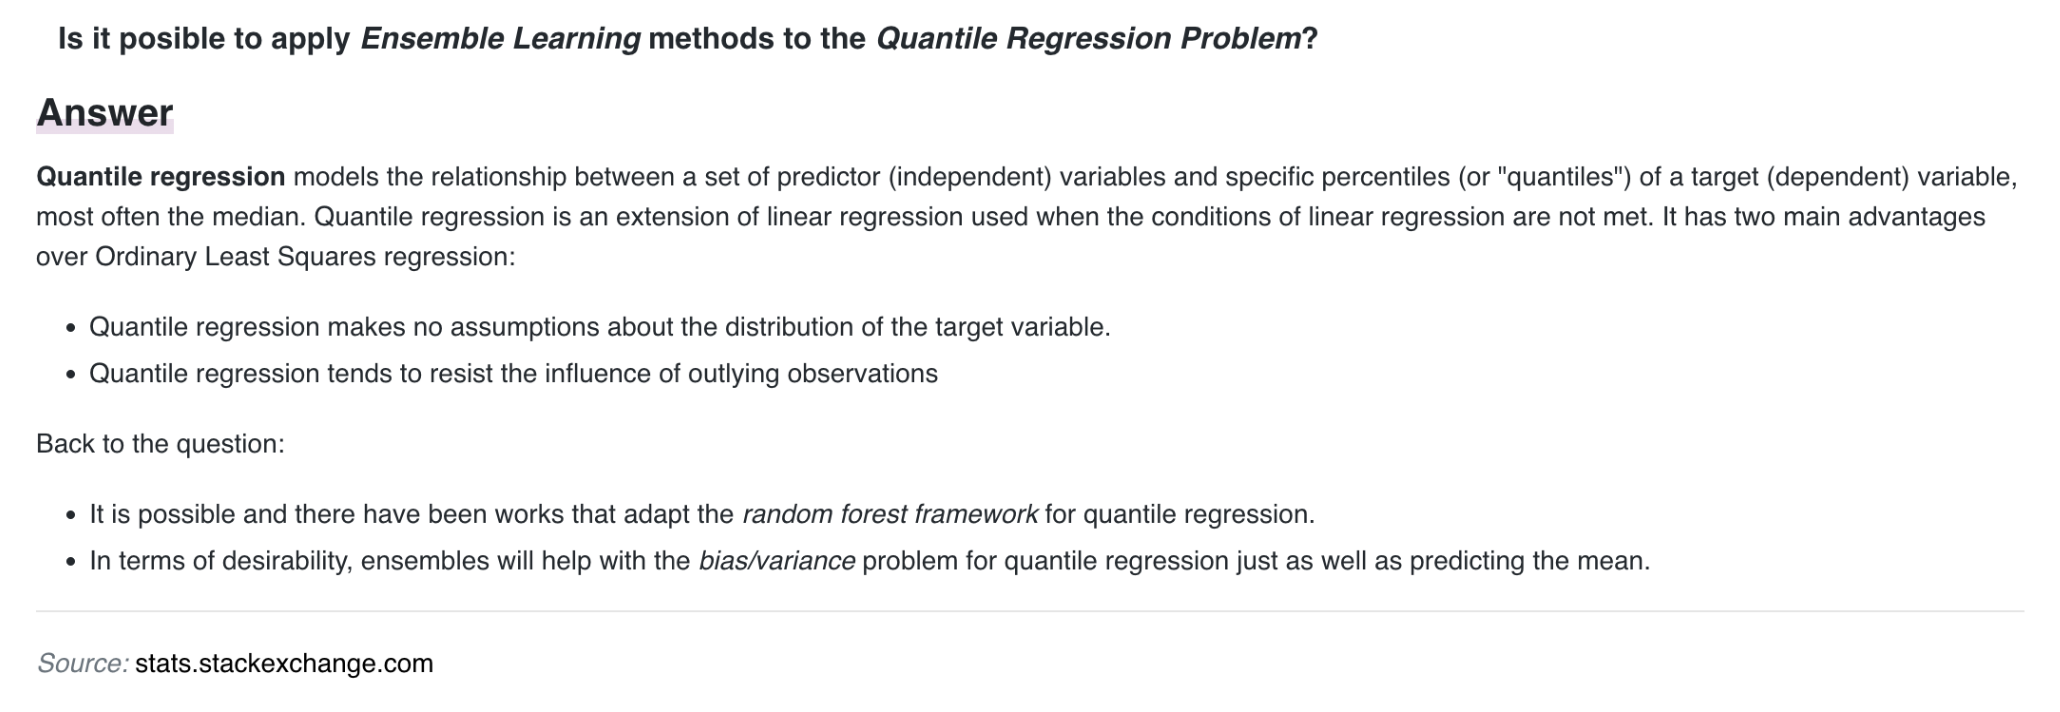 Is it posible to apply Ensemble Learning methods to the Quantile Regression Problem?
Answer
Quantile regression models the relationship between a set of predictor (independent) variables and specific percentiles (or "quantiles") of a target (dependent) variable,
most often the median. Quantile regression is an extension of linear regression used when the conditions of linear regression are not met. It has two main advantages
over Ordinary Least Squares regression:
• Quantile regression makes no assumptions about the distribution of the target variable.
• Quantile regression tends to resist the influence of outlying observations
Back to the question:
• It is possible and there have been works that adapt the random forest framework for quantile regression.
• In terms of desirability, ensembles will help with the bias/variance problem for quantile regression just as well as predicting the mean.
Source: stats.stackexchange.com